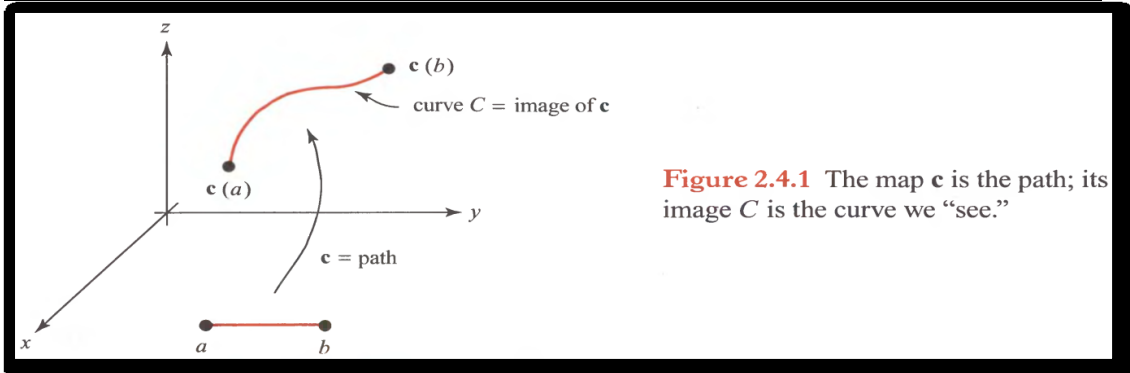 z
c (b)
curve C = image of c
c (a)
y
c = path
x
a
b
Figure 2.4.1 The map c is the path; its
image C is the curve we “see.”